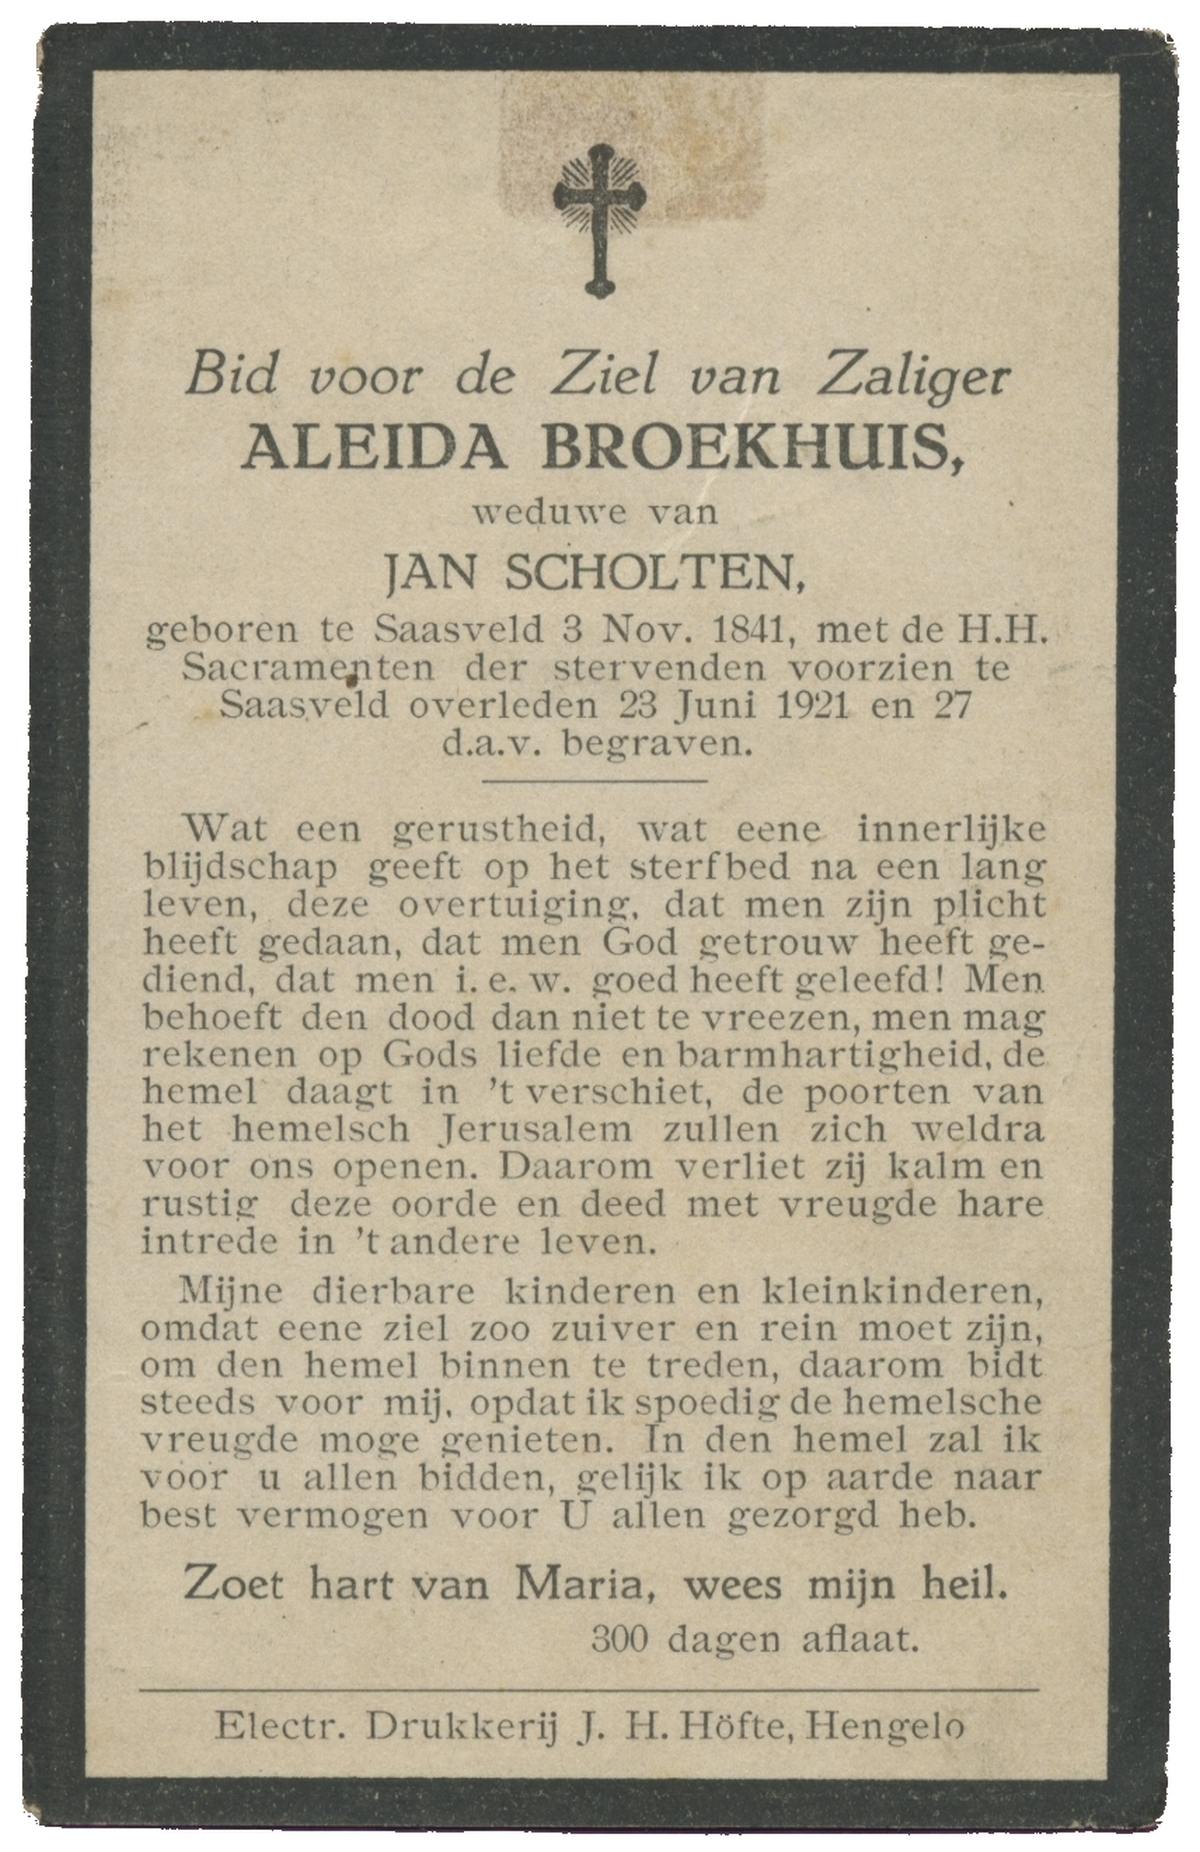 Bid voor de Ziel van Zaliger
ALEIDA BROEKHUIS,
weduwe van
JAN SCHOLTEN,
geboren te Saasveld 3 Nov. 1841, met de H.H.
Sacramenten der stervenden voorzien te
Saasveld overleden 23 Juni 1921 en 27
d.a.v. begraven.
Wat een gerustheid, wat eene innerlijke
blijdschap geeft op het sterfbed na een lang
leven, deze overtuiging, dat men zijn plicht
heeft gedaan, dat men God getrouw heeft ge-
diend, dat men i. e. w. goed heeft geleefd! Men
behoeft den dood dan niet te vreezen, men mag
rekenen op Gods liefde en barmhartigheid, de
hemel daagt in 't verschiet, de poorten van
het hemelsch Jerusalem zullen zich weldra
voor ons openen. Daarom verliet zij kalm en
rustig deze oorde en deed met vreugde hare
intrede in 't andere leven.
Mijne dierbare kinderen en kleinkinderen,
omdat eene ziel zoo zuiver en rein moet zijn,
om den hemel binnen te treden, daarom bidt
steeds voor mij, opdat ik spoedig de hemelsche
vreugde moge genieten. In den hemel zal ik
voor u allen bidden, gelijk ik op aarde naar
best vermogen voor U allen gezorgd heb.
Zoet hart van Maria, wees mijn heil.
300 dagen aflaat.
Electr. Drukkerij J. H. Höfte, Hengelo